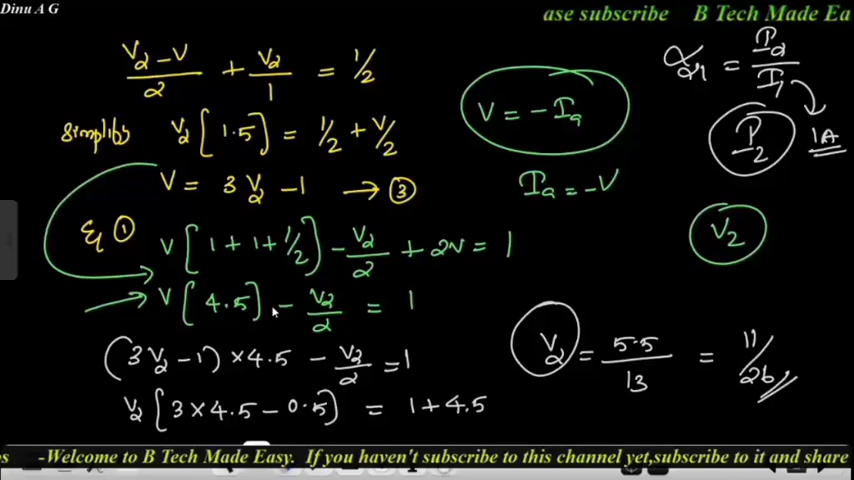 Dinu A G
ase subscribe B Tech Made Ea
V₂ - V / 2 + V₂ / 1 = 1/2
Simplify V₂ [1.5] = 1/2 + V/2
V = 3 V₂ - 1 → ③
Eq ① V [1 + 1 + 1/2] - V₂/2 + 2V = 1
→ V [4.5] - V₂/2 = 1
(3V₂ - 1) × 4.5 - V₂/2 = 1
V₂ [3 × 4.5 - 0.5] = 1 + 4.5
V = - Ia
Ia = -V
α₂₁ = I₂ / I₁
I₂ 1A
V₂
V₂ = 5.5 / 13 = 11/26
os -Welcome to B Tech Made Easy. If you haven't subscribe to this channel yet,subscribe to it and share